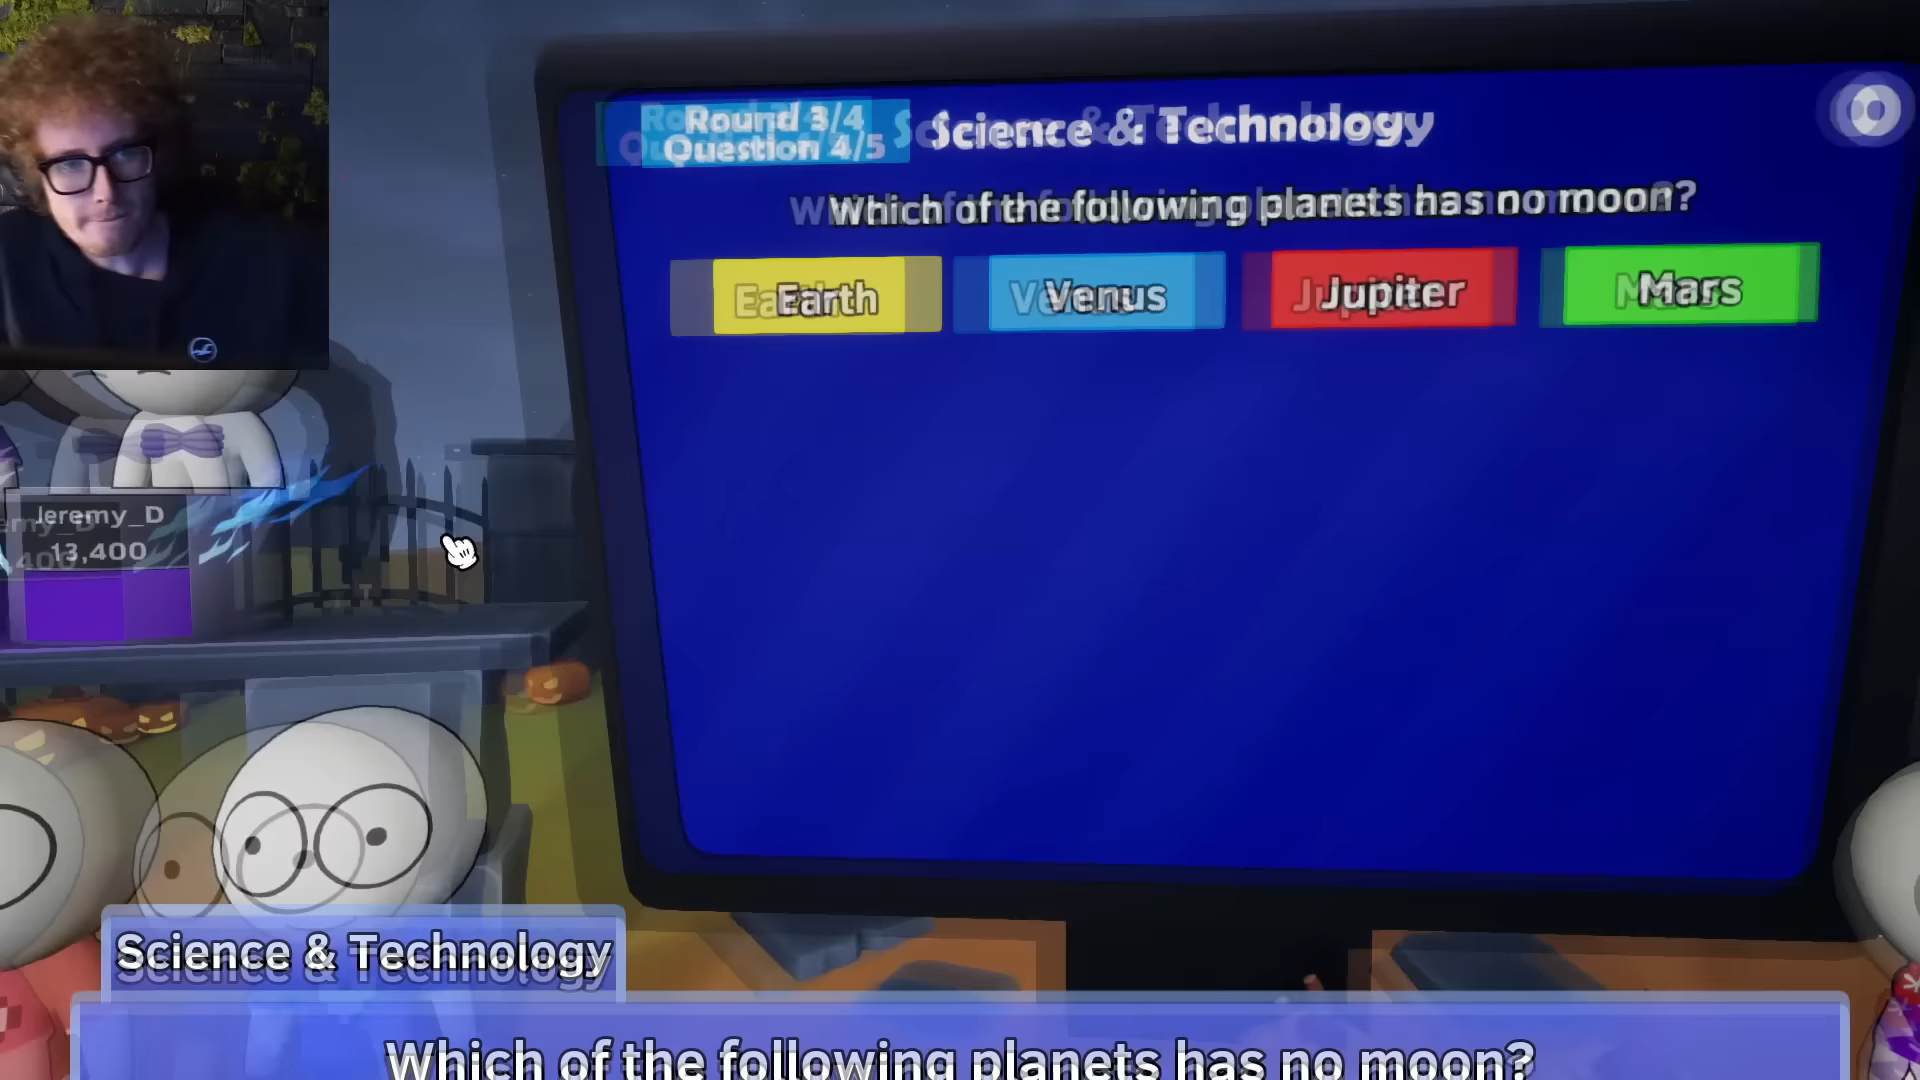 Round 3/4
Question 4/5
Science & Technology
Which of the following planets has no moon?
Earth
Venus
Jupiter
Mars
Jeremy_D
13,400
Science & Technology
Which of the following planets has no moon?